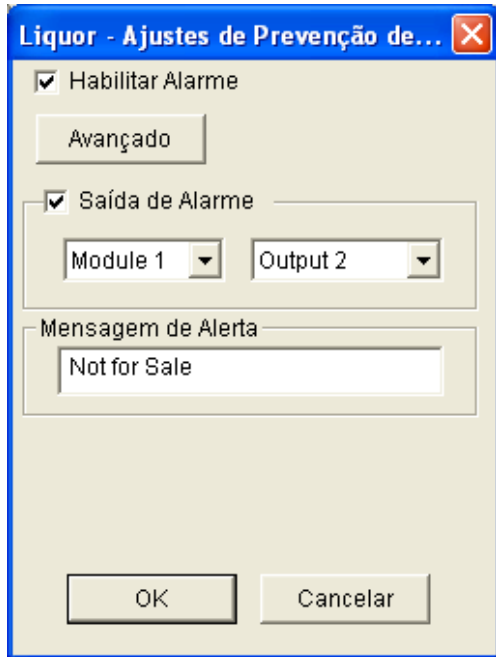 Liquor - Ajustes de Prevenção de...
Habilitar Alarme
Avançado
Saída de Alarme
Module 1 Output 2
Mensagem de Alerta
Not for Sale
OK Cancelar